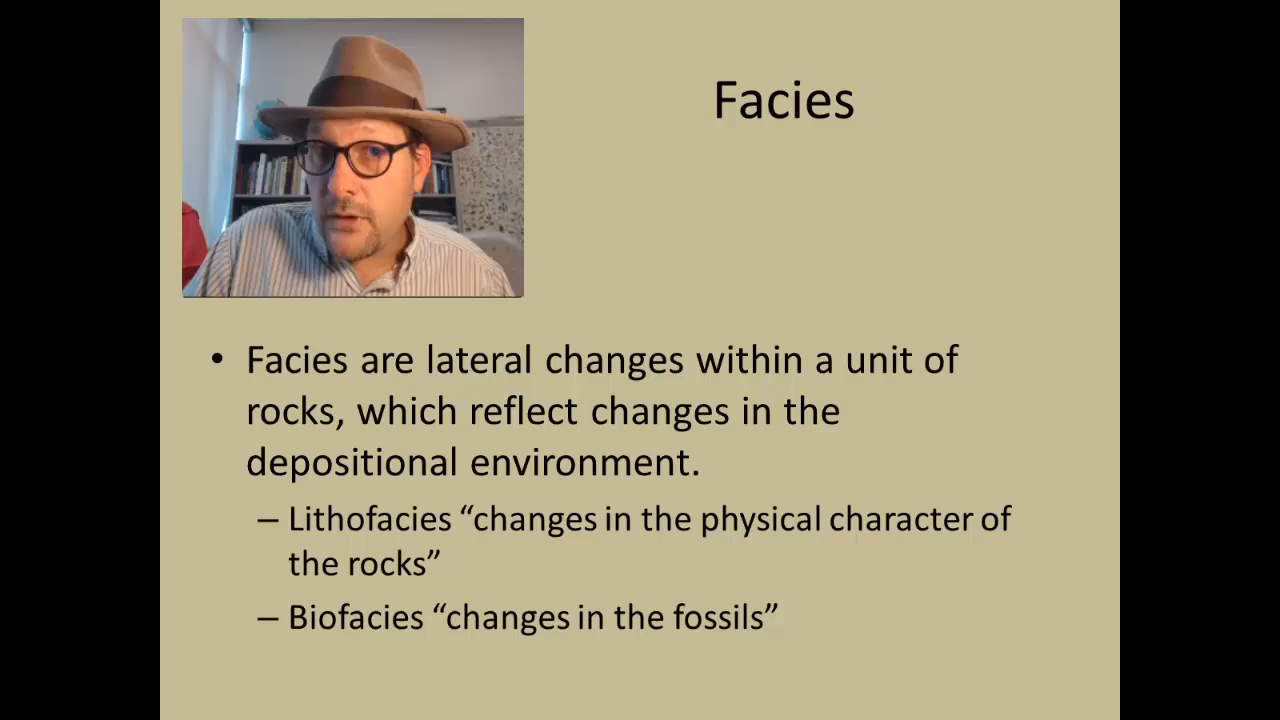 Facies
• Facies are lateral changes within a unit of
rocks, which reflect changes in the
depositional environment.
– Lithofacies “changes in the physical character of
the rocks”
– Biofacies “changes in the fossils”